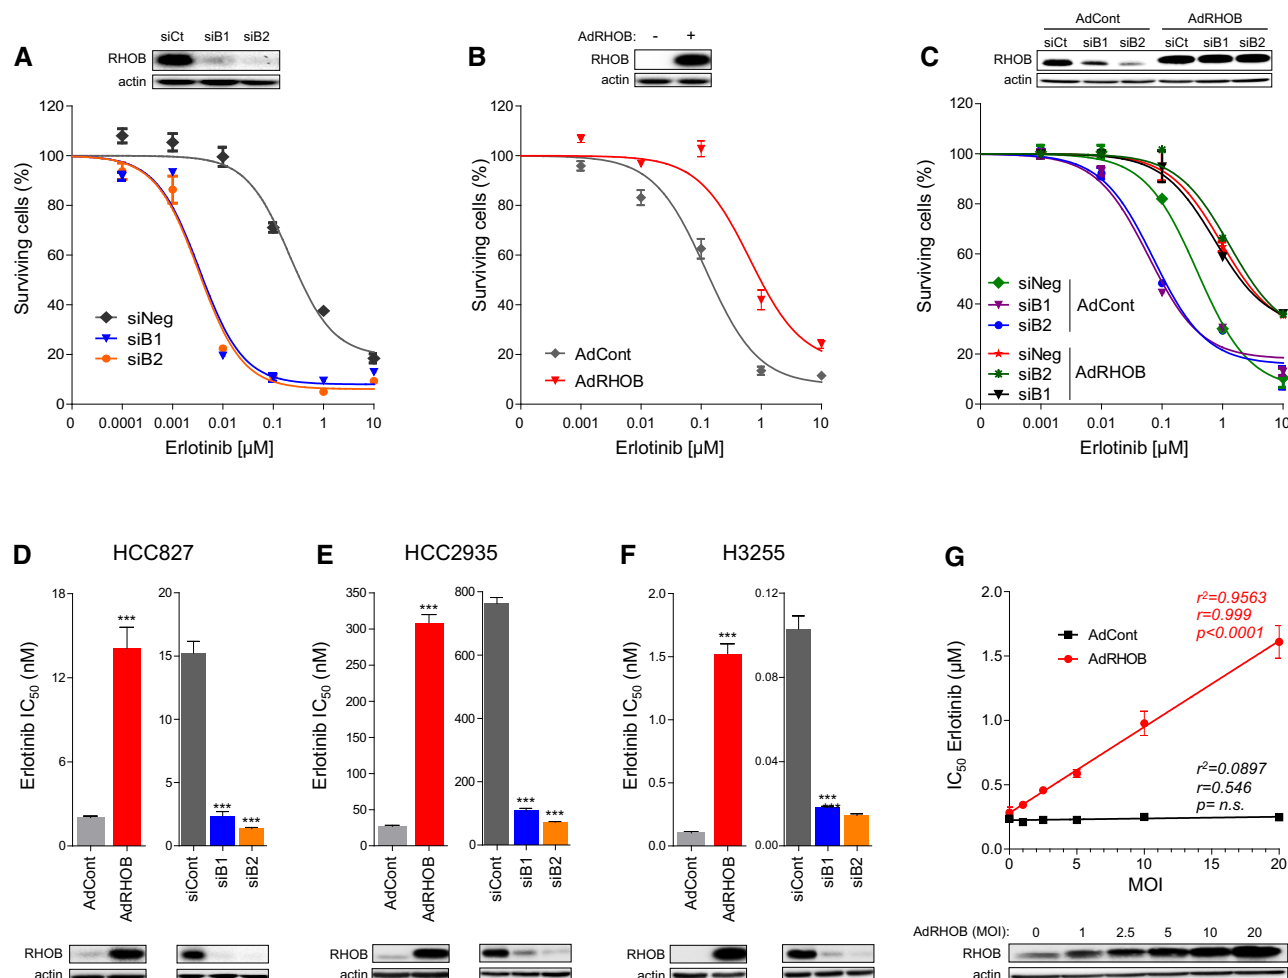 A
siCt siB1 siB2
RHOB
actin
120
100
80
60
40
20
0
Surviving cells (%)
siNeg
siB1
siB2
0 0.0001 0.001 0.01 0.1 1 10
Erlotinib [µM]
B
AdRHOB: - +
RHOB
actin
120
100
80
60
40
20
0
Surviving cells (%)
AdCont
AdRHOB
0 0.001 0.01 0.1 1 10
Erlotinib [µM]
C
AdCont AdRHOB
siCt siB1 siB2 siCt siB1 siB2
RHOB
actin
120
100
80
60
40
20
0
Surviving cells (%)
siNeg
siB1
siB2
AdCont
siNeg
siB2
siB1
AdRHOB
0 0.001 0.01 0.1 1 10
Erlotinib [µM]
D
HCC827
Erlotinib IC50 (nM)
18
12
6
0
***
AdCont
AdRHOB
20
15
10
5
0
***
***
siCont
siB1
siB2
RHOB
actin
E
HCC2935
Erlotinib IC50 (nM)
350
300
250
200
150
100
50
0
***
AdCont
AdRHOB
800
600
400
200
0
***
***
siCont
siB1
siB2
RHOB
actin
F
H3255
Erlotinib IC50 (nM)
2.0
1.5
1.0
0.5
0.0
***
AdCont
AdRHOB
0.12
0.08
0.04
0.00
***
***
siCont
siB1
siB2
RHOB
actin
G
IC50 Erlotinib (µM)
2.0
1.5
1.0
0.5
0.0
AdCont
AdRHOB
r²=0.9563
r=0.999
p<0.0001
r²=0.0897
r=0.546
p= n.s.
0 5 10 15 20
MOI
AdRHOB (MOI): 0 1 2.5 5 10 20
RHOB
actin